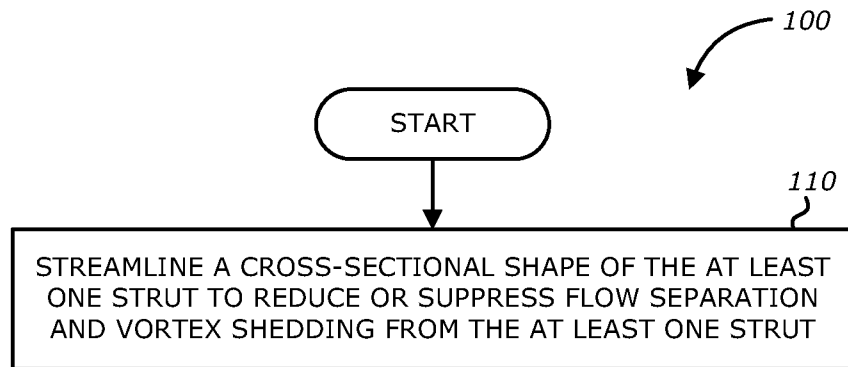 100
START
110
STREAMLINE A CROSS-SECTIONAL SHAPE OF THE AT LEAST
ONE STRUT TO REDUCE OR SUPPRESS FLOW SEPARATION
AND VORTEX SHEDDING FROM THE AT LEAST ONE STRUT